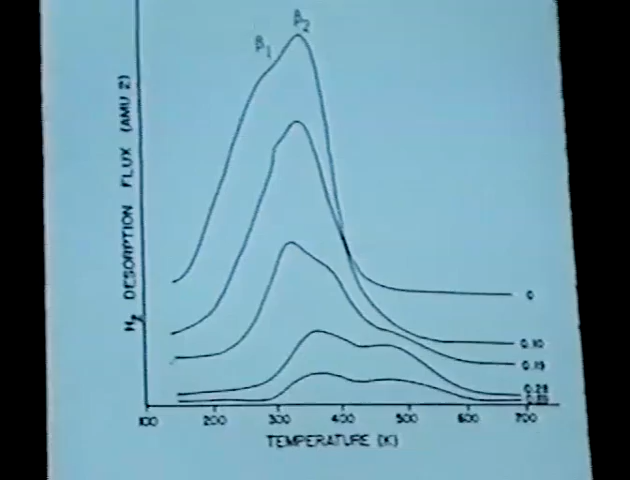 β₁
β₂
H₂ DESORPTION FLUX (AMU 2)
0
0.10
0.19
0.28
100 200 300 400 500 600 700
TEMPERATURE (K)